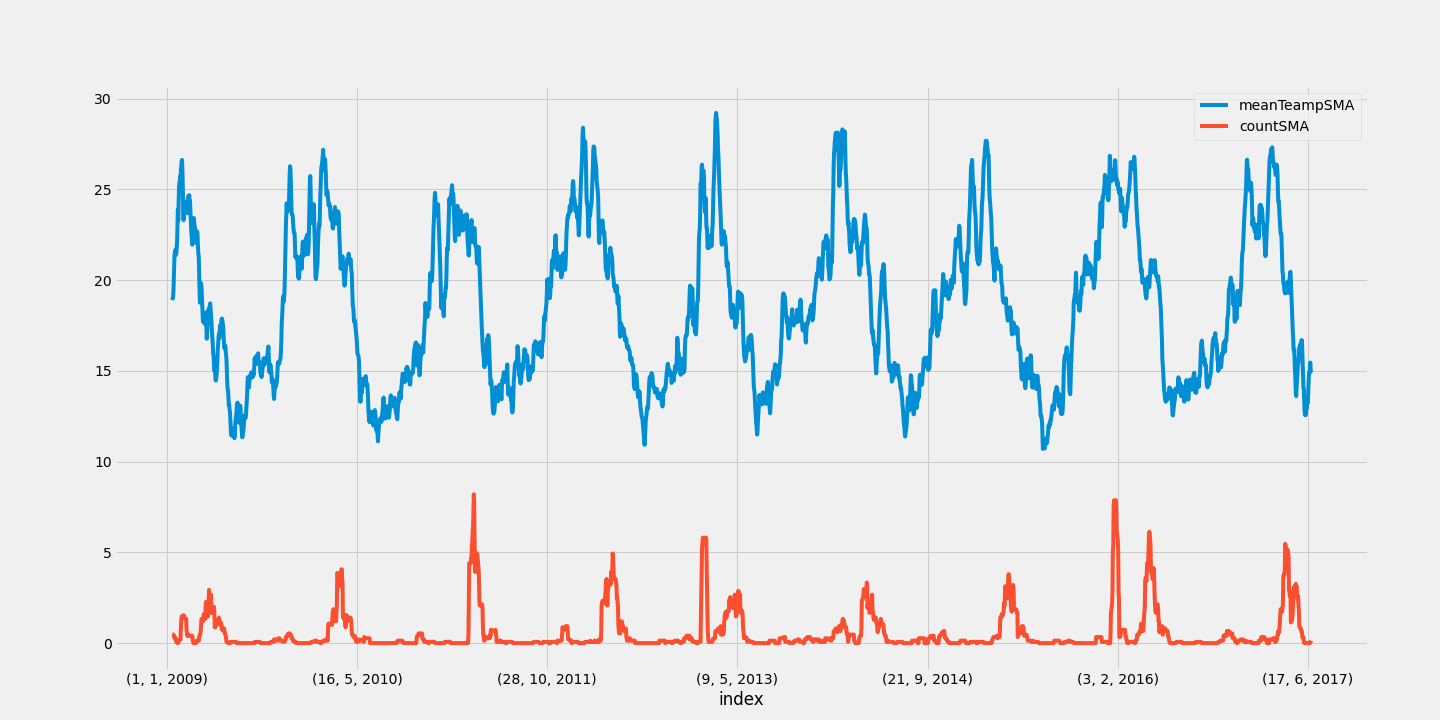 30
25
20
15
10
5
0
meanTeampSMA
countSMA
(1, 1, 2009) (16, 5, 2010) (28, 10, 2011) (9, 5, 2013) (21, 9, 2014) (3, 2, 2016) (17, 6, 2017)
index